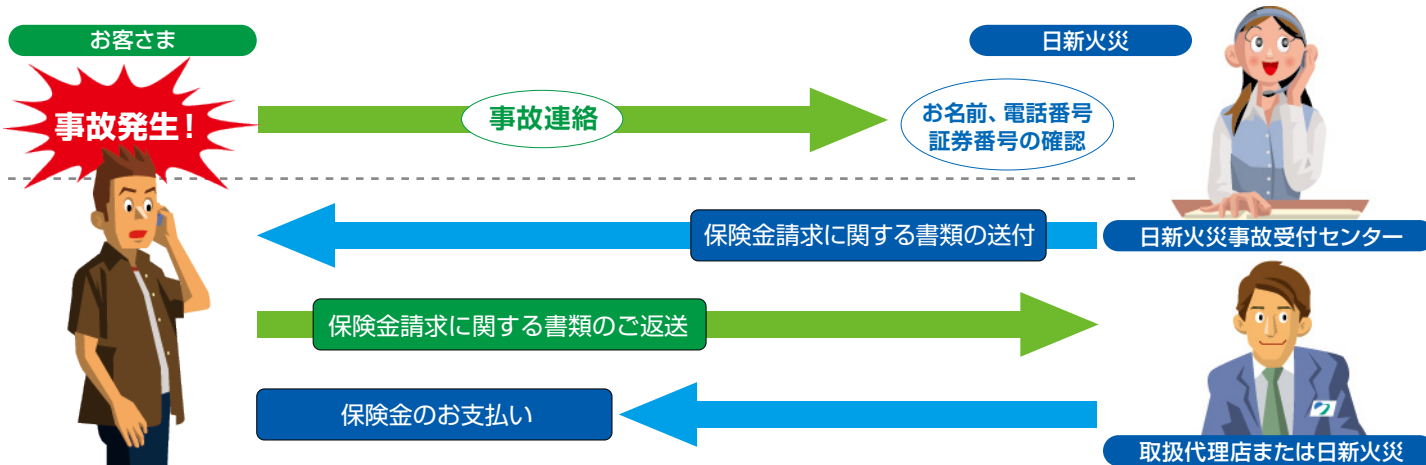 お客さま
日新火災
事故発生!
事故連絡
お名前、電話番号
証券番号の確認
保険金請求に関する書類の送付
日新火災事故受付センター
保険金請求に関する書類のご返送
保険金のお支払い
取扱代理店または日新火災